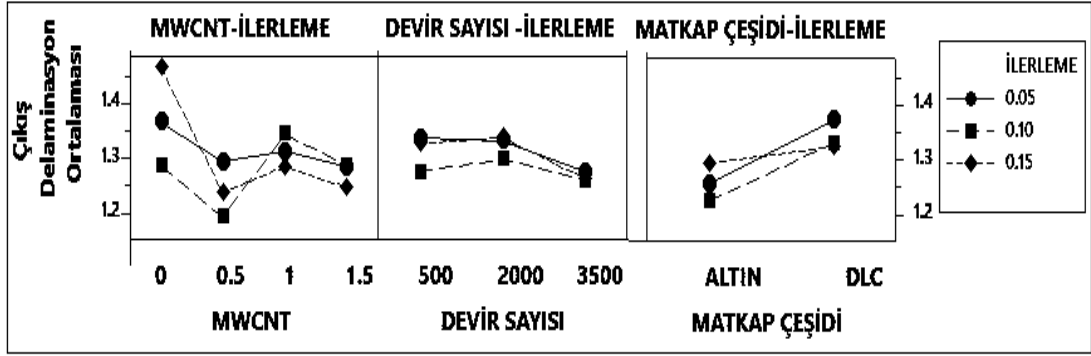 MWCNT-İLERLEME
DEVİR SAYISI -İLERLEME
MATKAP ÇEŞİDİ-İLERLEME
Çıkış
Delaminasyon
Ortalaması
1.4
1.3
1.2
1.4
1.3
1.2
İLERLEME
0.05
0.10
0.15
0 0.5 1 1.5
500 2000 3500
ALTIN DLC
MWCNT
DEVİR SAYISI
MATKAP ÇEŞİDİ